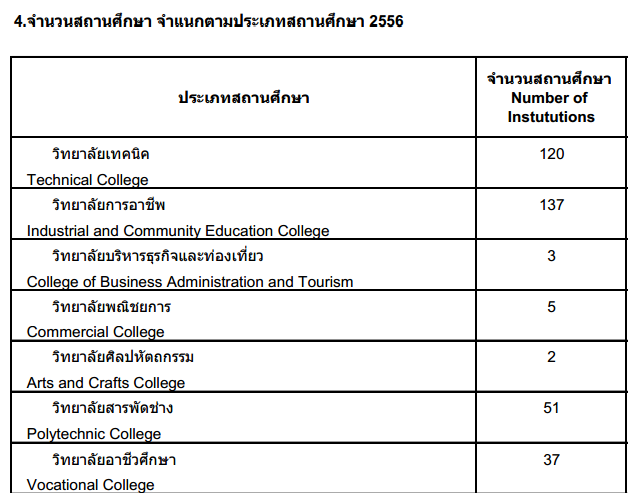 4.จำนวนสถานศึกษา จำแนกตามประเภทสถานศึกษา 2556
ประเภทสถานศึกษา
จำนวนสถานศึกษา
Number of
Instututions
วิทยาลัยเทคนิค
120
Technical College
วิทยาลัยการอาชีพ
137
Industrial and Community Education College
วิทยาลัยบริหารธุรกิจและท่องเที่ยว
3
College of Business Administration and Tourism
วิทยาลัยพณิชยการ
5
Commercial College
วิทยาลัยศิลปหัตถกรรม
2
Arts and Crafts College
วิทยาลัยสารพัดช่าง
51
Polytechnic College
วิทยาลัยอาชีวศึกษา
37
Vocational College